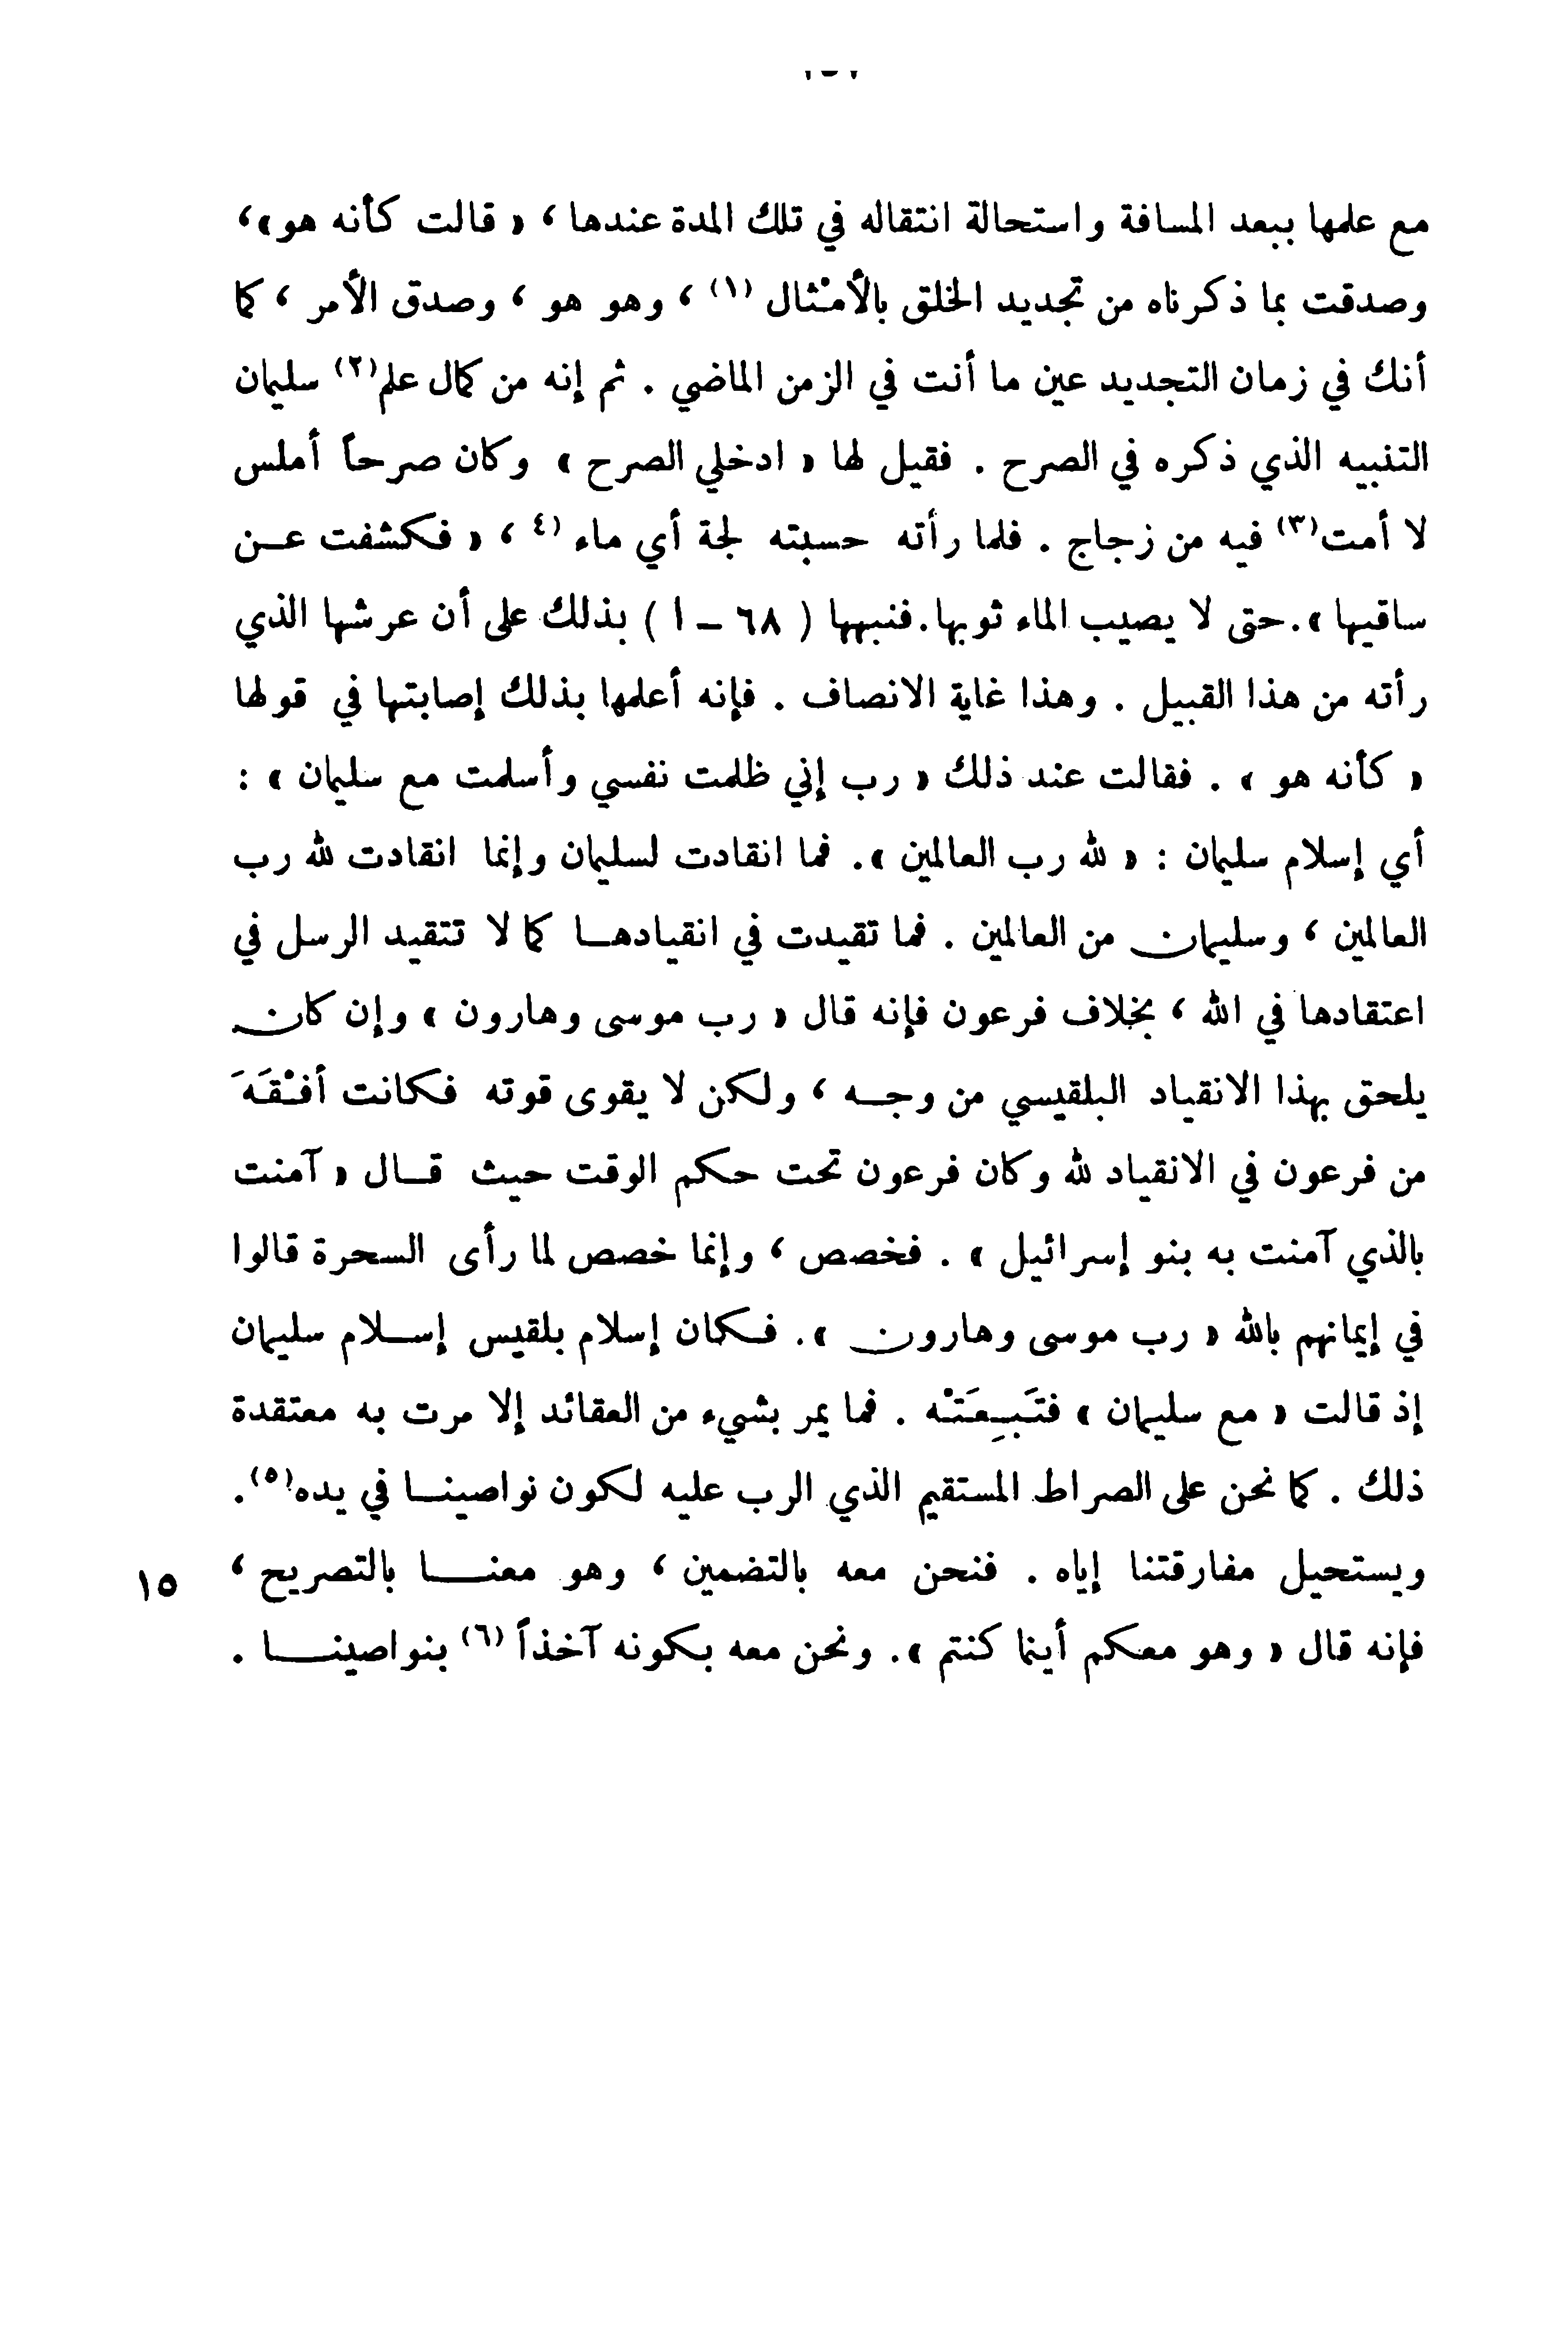 مع علمها ببعد المسافة واستحالة انتقاله في تلك المدة عندها ، « قالت كأنه هو »،
وصدقت بما ذكرناه من تجديد الخلق بالأمْثال (١) ، وهو هو ، وصدق الأمر ، كما
أنك في زمان التجديد عين ما أنت في الزمن الماضي . ثم إنه من كمال علم(٢) سليمان
التنبيه الذي ذكره في الصرح . فقيل لها « ادخلي الصرح » وكان صرحاً أملس
لا أمت(٣) فيه من زجاج . فلما رأته حسبته لجة أي ماء (٤) ، « فكشفت عن
ساقيها ».حتى لا يصيب الماء ثوبها.فنبهها ( ٦٨ – ا ) بذلك على أن عرشها الذي
رأته من هذا القبيل . وهذا غاية الانصاف . فإنه أعلمها بذلك إصابتها في قولها
« كأنه هو » . فقالت عند ذلك « رب إني ظلمت نفسي وأسلمت مع سليمان » :
أي إسلام سليمان : « لله رب العالمين ». فما انقادت لسليمان وإنما انقادت لله رب
العالمين ، وسليمان من العالمين . فما تقيدت في انقيادها كما لا تتقيد الرسل في
اعتقادها في الله ، بخلاف فرعون فإنه قال « رب موسى وهارون » وإن كان
يلحق بهذا الانقياد البلقيسي من وجه ، ولكن لا يقوى قوته فكانت أفْقَهَ
من فرعون في الانقياد لله وكان فرعون تحت حكم الوقت حيث قال « آمنت
بالذي آمنت به بنو إسرائيل » . فخصص ، وإنما خصص لما رأى السحرة قالوا
في إيمانهم بالله « رب موسى وهارون ». فكان إسلام بلقيس إسلام سليمان
إذ قالت « مع سليمان » فتَبِعَتْه . فما يمر بشيء من العقائد إلا مرت به معتقدة
ذلك . كما نحن على الصراط المستقيم الذي الرب عليه لكون نواصينا في يده(٥).
ويستحيل مفارقتنا إياه . فنحن معه بالتضمين ، وهو معنا بالتصريح ، ١٥
فإنه قال « وهو معكم أينما كنتم ». ونحن معه بكونه آخذاً (٦) بنواصينا .